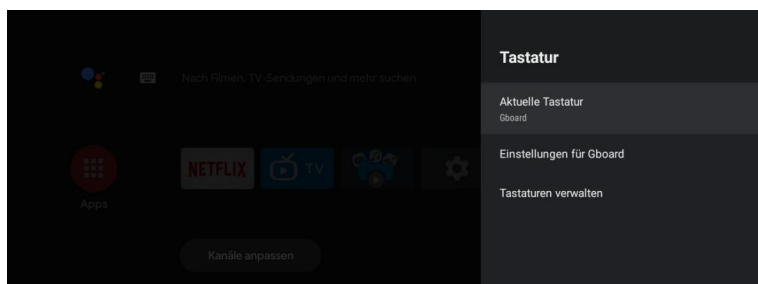 Nach Filmen, TV-Sendungen und mehr suchen
NETFLIX
TV
Apps
Kanäle anpassen
Tastatur
Aktuelle Tastatur
Gboard
Einstellungen für Gboard
Tastaturen verwalten